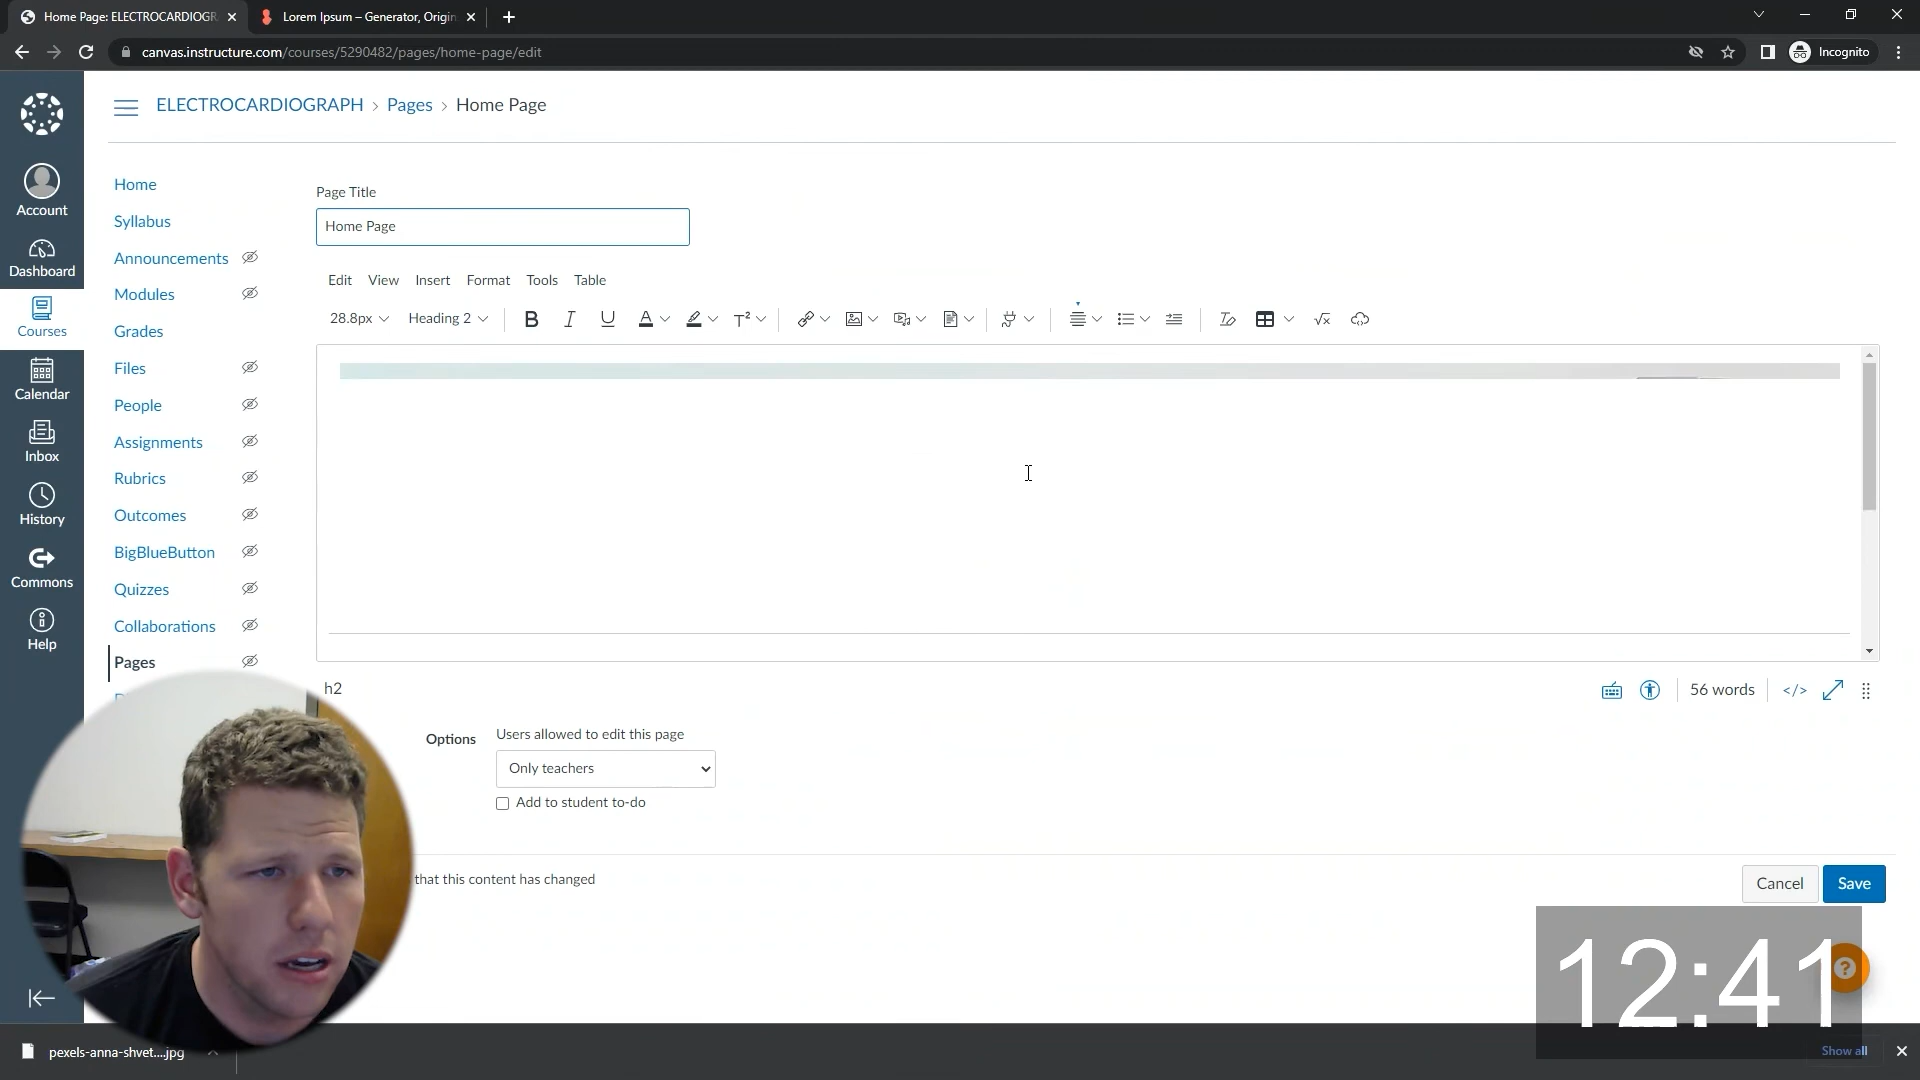 Home Page: ELECTROCARDIOGR
Lorem Ipsum – Generator, Origin
canvas.instructure.com/courses/5290482/pages/home-page/edit
Incognito
ELECTROCARDIOGRAPH > Pages > Home Page
Account
Dashboard
Courses
Calendar
Inbox
History
Commons
Help
Home
Syllabus
Announcements
Modules
Grades
Files
People
Assignments
Rubrics
Outcomes
BigBlueButton
Quizzes
Collaborations
Pages
Page Title
Home Page
Edit View Insert Format Tools Table
28.8px Heading 2
h2
56 words </>
Options
Users allowed to edit this page
Only teachers
Add to student to-do
that this content has changed
Cancel Save
12:41
pexels-anna-shvet....jpg
Show all